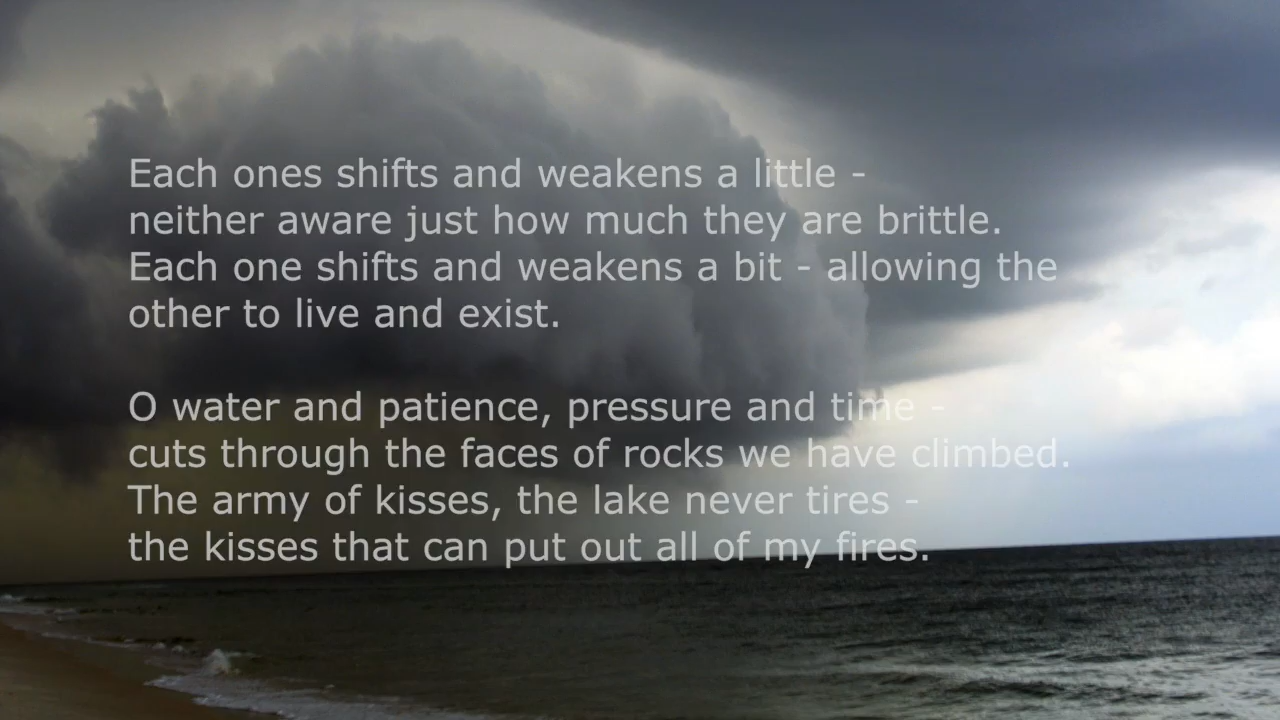 Each ones shifts and weakens a little -
neither aware just how much they are brittle.
Each one shifts and weakens a bit - allowing the
other to live and exist.
O water and patience, pressure and time -
cuts through the faces of rocks we have climbed.
The army of kisses, the lake never tires -
the kisses that can put out all of my fires.